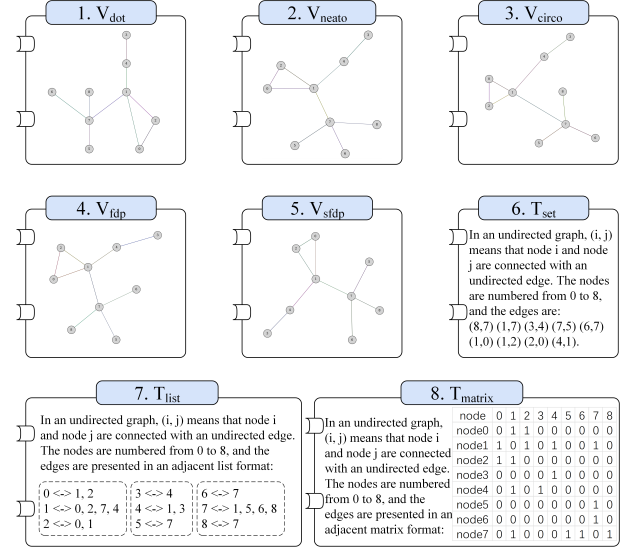 1. Vdot
2. Vneato
3. Vcirco
4. Vfdp
5. Vsfdp
6. Tset
In an undirected graph, (i, j)
means that node i and node
j are connected with an
undirected edge. The nodes
are numbered from 0 to 8,
and the edges are:
(8,7) (1,7) (3,4) (7,5) (6,7)
(1,0) (1,2) (2,0) (4,1).
7. Tlist
In an undirected graph, (i, j) means that node i
and node j are connected with an undirected edge.
The nodes are numbered from 0 to 8, and the
edges are presented in an adjacent list format:
0 <-> 1, 2
1 <-> 0, 2, 7, 4
2 <-> 0, 1
3 <-> 4
4 <-> 1, 3
5 <-> 7
6 <-> 7
7 <-> 1, 5, 6, 8
8 <-> 7
8. Tmatrix
In an undirected graph,
(i, j) means that node i
and node j are connected
with an undirected edge.
The nodes are numbered
from 0 to 8, and the
edges are presented in an
adjacent matrix format:
node 0 1 2 3 4 5 6 7 8
node0 0 1 1 0 0 0 0 0 0
node1 1 0 1 0 1 0 0 1 0
node2 1 1 0 0 0 0 0 0 0
node3 0 0 0 0 1 0 0 0 0
node4 0 1 0 1 0 0 0 0 0
node5 0 0 0 0 0 0 0 1 0
node6 0 0 0 0 0 0 0 1 0
node7 0 1 0 0 0 1 1 0 1